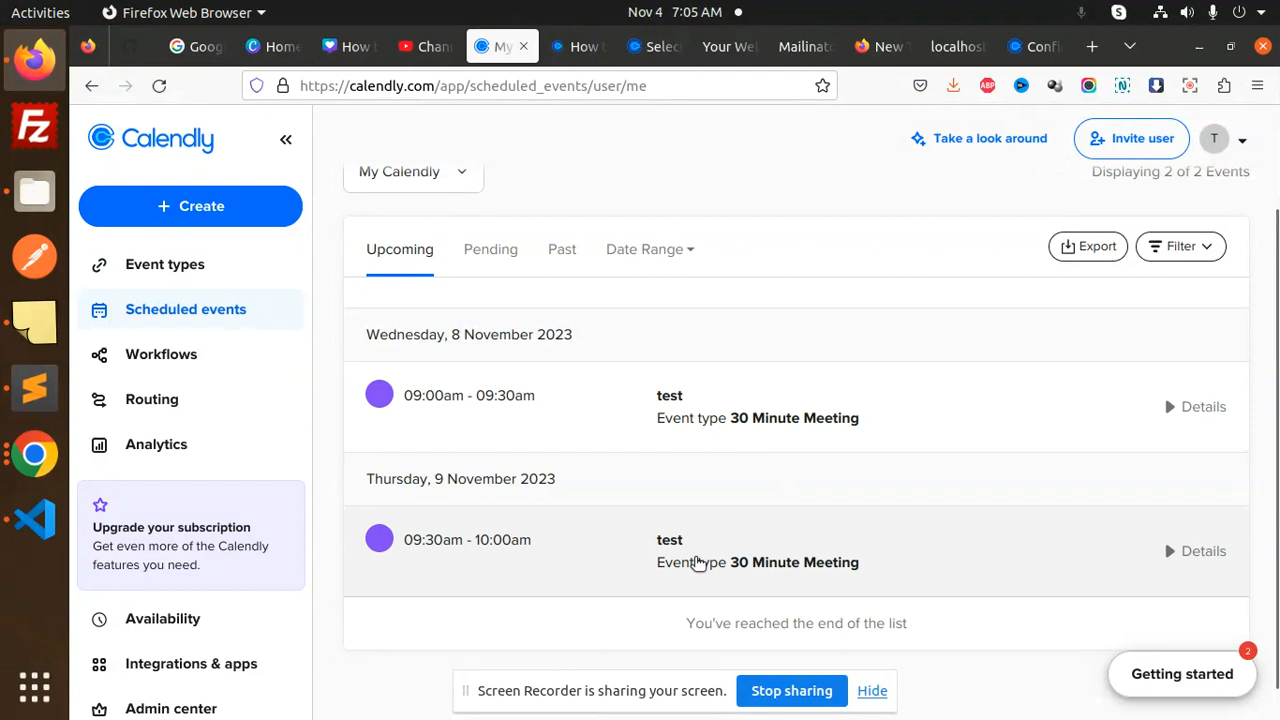 Activities
Firefox Web Browser
Nov 4 7:05 AM
Goog
Home
How t
Chan
My
How t
Selec
Your Wel
Mailinat
New T
localhos
Confi
https://calendly.com/app/scheduled_events/user/me
ABP
N
Calendly
Take a look around
Invite user
T
My Calendly
Displaying 2 of 2 Events
+ Create
Upcoming
Pending
Past
Date Range
Export
Filter
Event types
Scheduled events
Workflows
Routing
Analytics
Wednesday, 8 November 2023
09:00am - 09:30am
test
Event type 30 Minute Meeting
Details
Thursday, 9 November 2023
09:30am - 10:00am
test
Event type 30 Minute Meeting
Details
You've reached the end of the list
Upgrade your subscription
Get even more of the Calendly
features you need.
Availability
Integrations & apps
Admin center
Screen Recorder is sharing your screen.
Stop sharing
Hide
Getting started
2